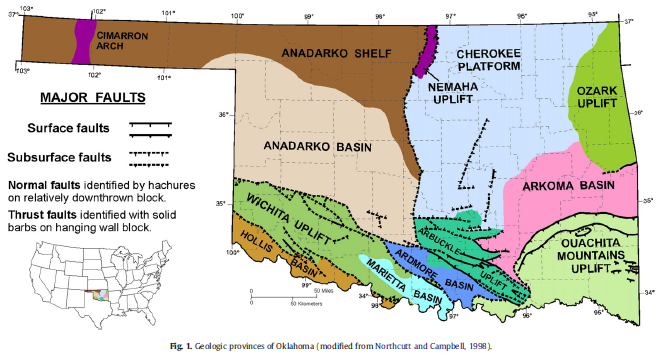 37°
103°
102°
CIMARRON
ARCH
103°
102°
101°
100°
99°
98°
97°
96°
95°
37°
ANADARKO SHELF
CHEROKEE
PLATFORM
NEMAHA
UPLIFT
OZARK
UPLIFT
MAJOR FAULTS
Surface faults
Subsurface faults
Normal faults identified by hachures
on relatively downthrown block.
Thrust faults identified with solid
barbs on hanging wall block.
36°
36°
ANADARKO BASIN
ARKOMA BASIN
35°
35°
WICHITA UPLIFT
HOLLIS
BASIN
100°
99°
ARBUCKLE
UPLIFT
ARDMORE
BASIN
MARIETTA
BASIN
OUACHITA
MOUNTAINS
UPLIFT
0
50 Miles
0
50 Kilometers
34°
98°
97°
96°
95°
34°
Fig. 1. Geologic provinces of Oklahoma (modified from Northcutt and Campbell, 1998).